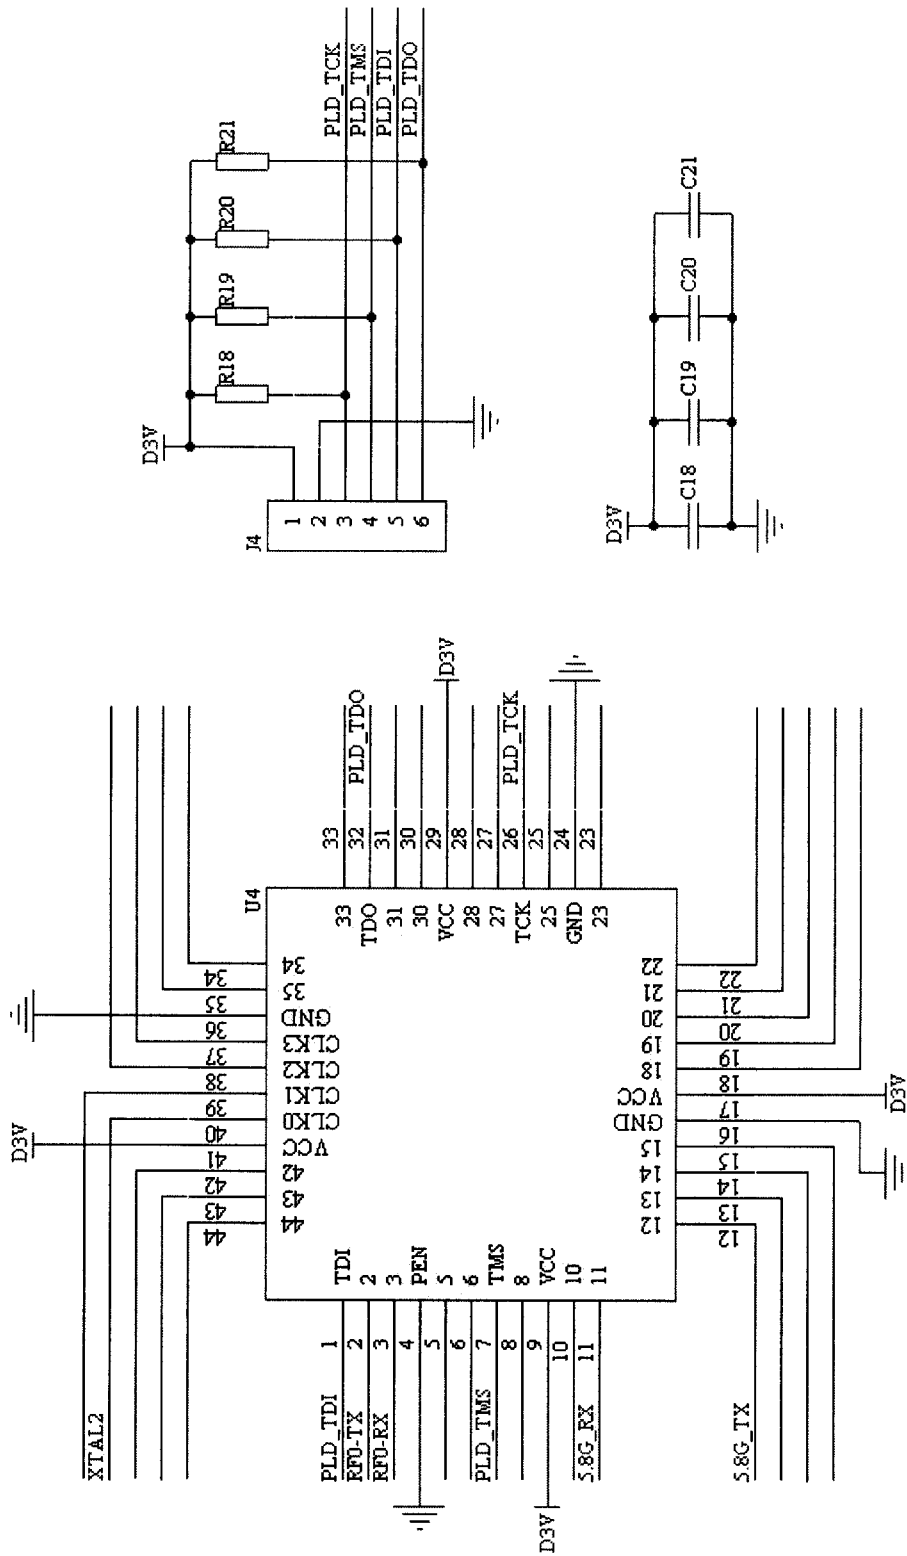 XTAL2
D3V
44
43
42
41
40
39
38
37
36
35
34
44
43
42
VCC
CLK0
CLK1
CLK2
CLK3
GND
35
34
U4
PLD_TDI
1
TDI
RF0-TX
2
2
RF0-RX
3
3
4
PEN
5
5
6
6
PLD_TMS
7
TMS
8
8
D3V
9
VCC
10
10
5.8G_RX
11
11
33
33
TDO
32
PLD_TDO
31
31
30
30
VCC
29
D3V
28
28
27
27
TCK
26
PLD_TCK
25
25
GND
24
23
23
12
13
14
15
GND
VCC
18
19
20
21
22
12
13
14
15
16
17
18
19
20
21
22
5.8G_TX
D3V
D3V
J4
1
2
3
4
5
6
R18
R19
R20
R21
PLD_TCK
PLD_TMS
PLD_TDI
PLD_TDO
D3V
C18
C19
C20
C21